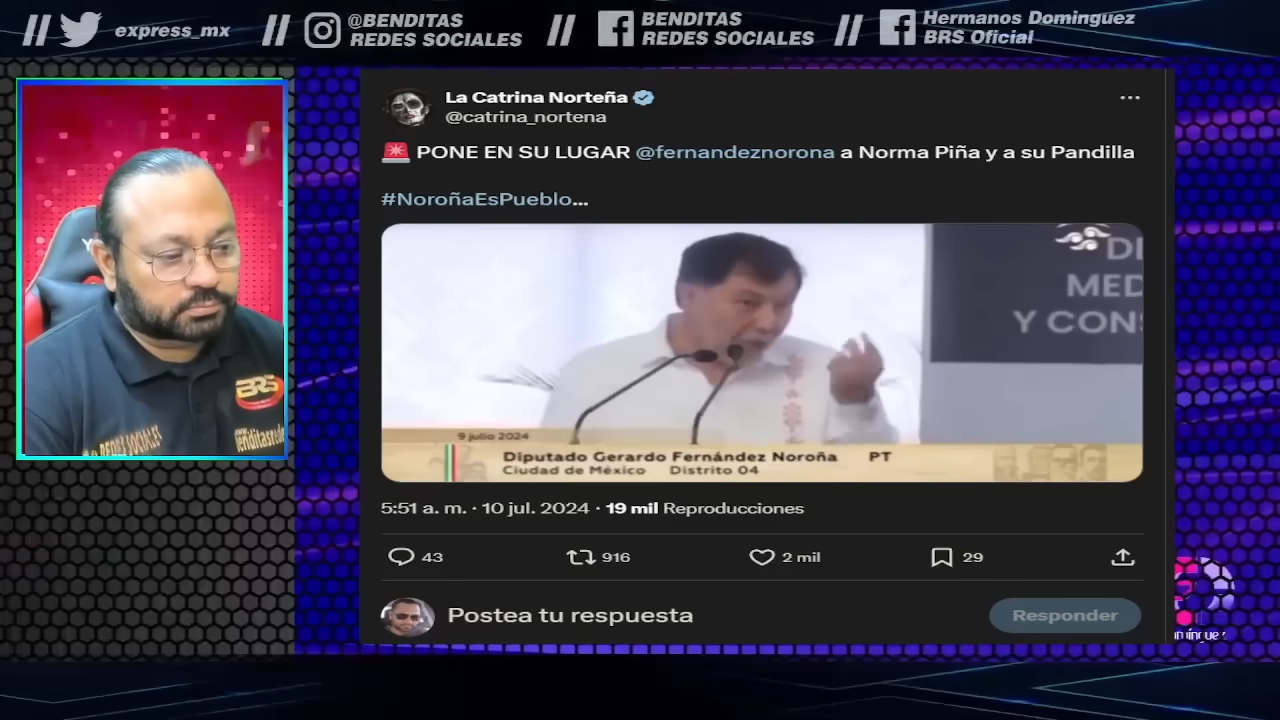 express_mx
@BENDITAS
REDES SOCIALES
BENDITAS
REDES SOCIALES
Hermanos Dominguez
BRS Oficial
La Catrina Norteña
@catrina_nortena
PONE EN SU LUGAR @fernandeznorona a Norma Piña y a su Pandilla
#NoroñaEsPueblo...
DI
MED
Y CONS
9 julio 2024
Diputado Gerardo Fernández Noroña PT
Ciudad de México Distrito 04
5:51 a. m. · 10 jul. 2024 · 19 mil Reproducciones
43
916
2 mil
29
Postea tu respuesta
Responder
BRS
REDES SOCIALES